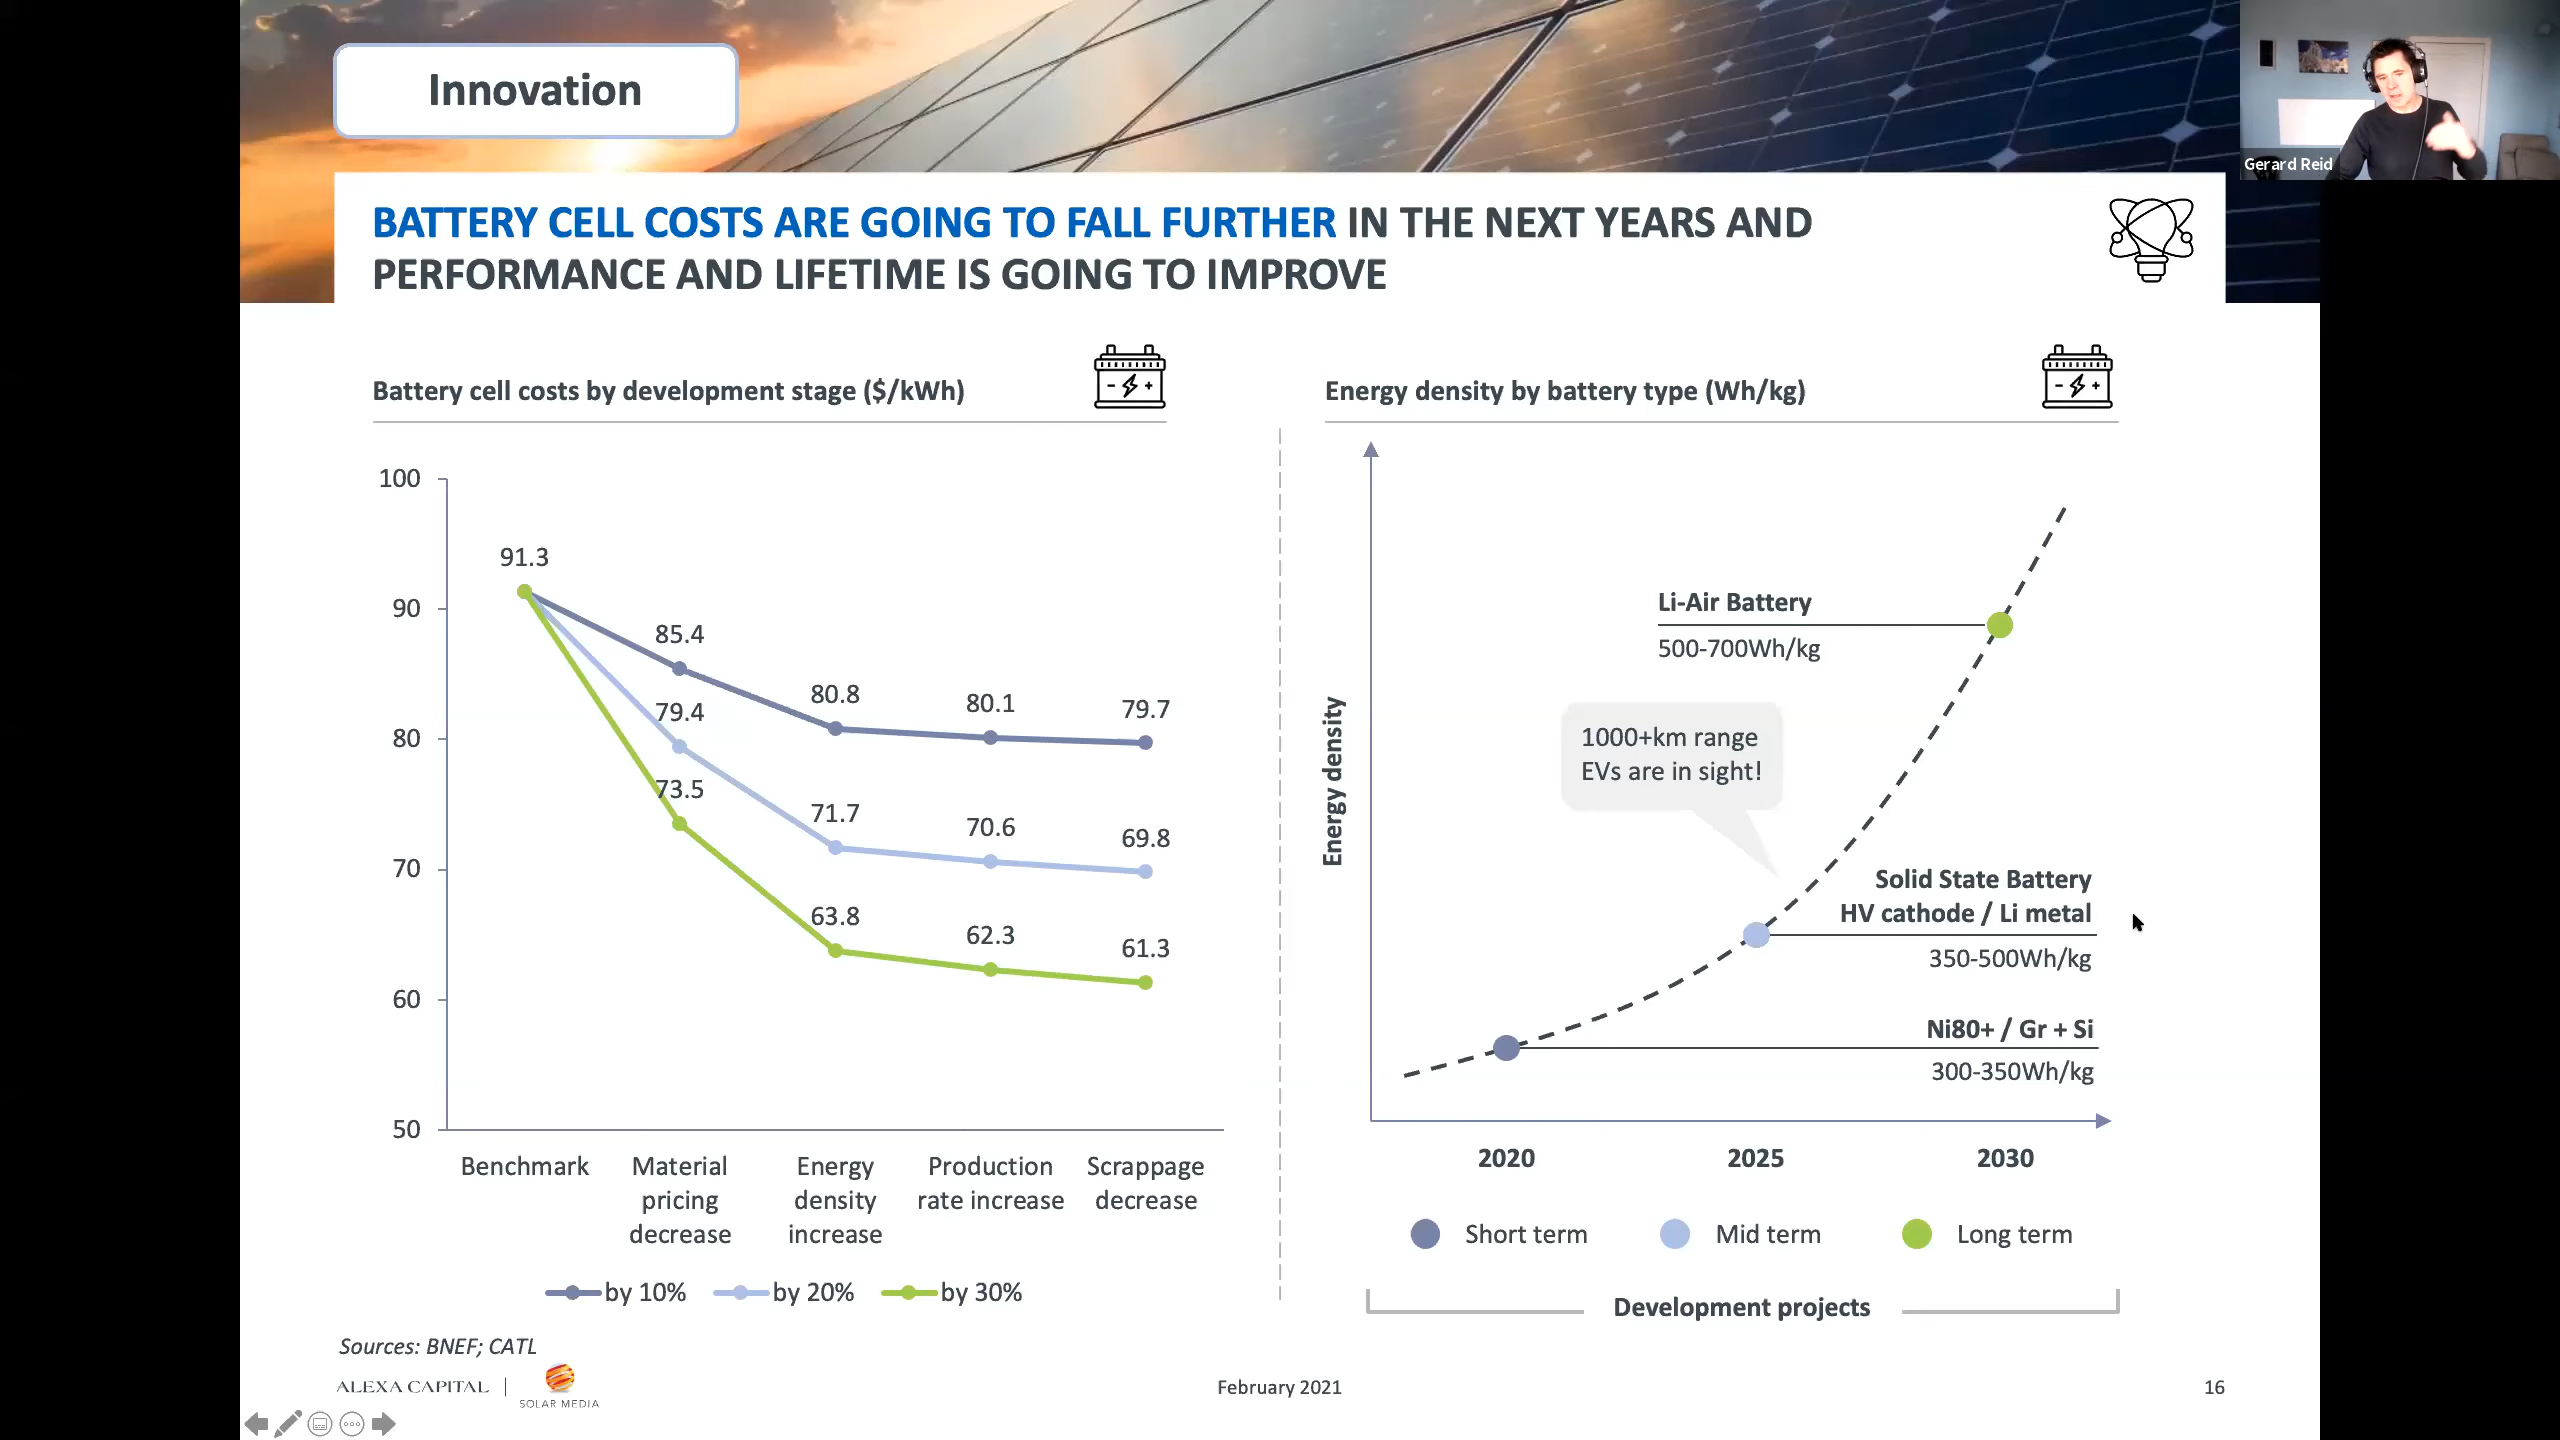 Innovation
Gerard Reid
BATTERY CELL COSTS ARE GOING TO FALL FURTHER IN THE NEXT YEARS AND
PERFORMANCE AND LIFETIME IS GOING TO IMPROVE
Battery cell costs by development stage ($/kWh)
100
90
80
70
60
50
91.3
85.4
80.8
80.1
79.7
79.4
71.7
70.6
69.8
73.5
63.8
62.3
61.3
Benchmark
Material
pricing
decrease
Energy
density
increase
Production
rate increase
Scrappage
decrease
by 10%
by 20%
by 30%
Energy density by battery type (Wh/kg)
Energy density
Li-Air Battery
500-700Wh/kg
1000+km range
EVs are in sight!
Solid State Battery
HV cathode / Li metal
350-500Wh/kg
Ni80+ / Gr + Si
300-350Wh/kg
2020
2025
2030
Short term
Mid term
Long term
Development projects
Sources: BNEF; CATL
ALEXA CAPITAL
SOLAR MEDIA
February 2021
16